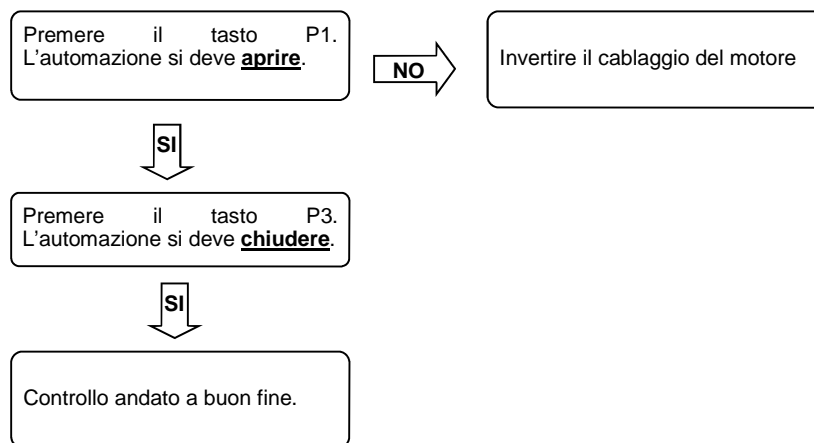 Premere il tasto P1.
L'automazione si deve aprire.
NO
Invertire il cablaggio del motore
SI
Premere il tasto P3.
L'automazione si deve chiudere.
SI
Controllo andato a buon fine.